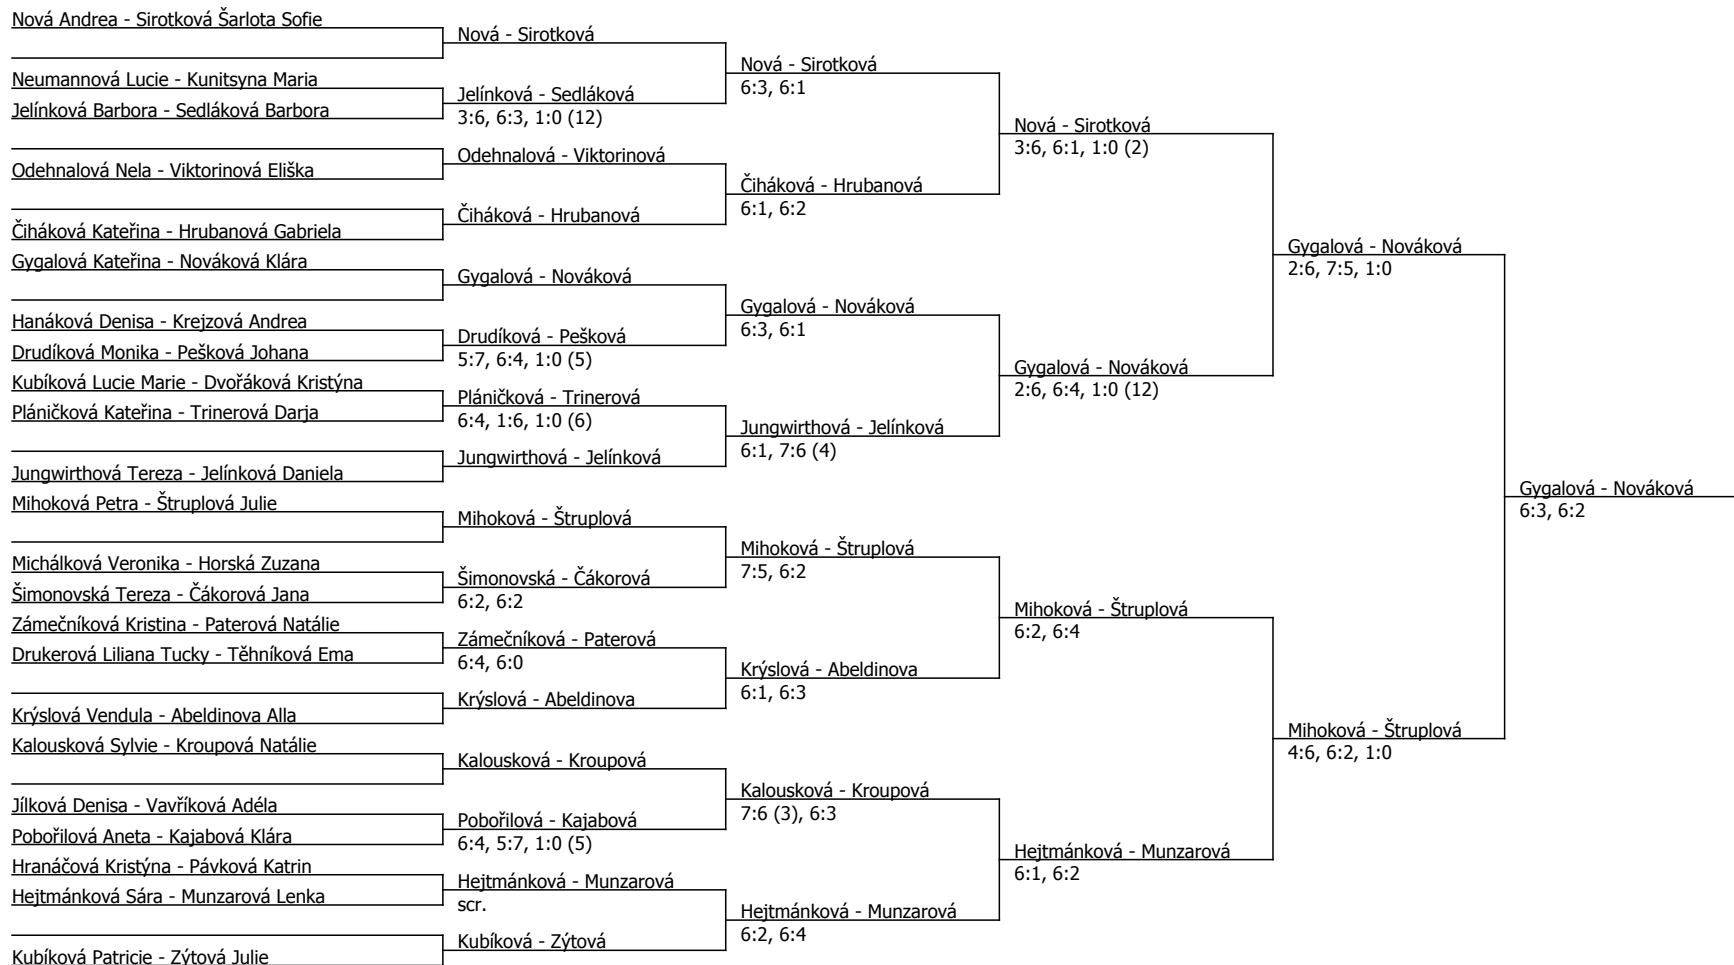 Nová Andrea - Sirotková Šarlota Sofie
Neumannová Lucie - Kunitsyna Maria
Jelínková Barbora - Sedláková Barbora
Odehnalová Nela - Viktorinová Eliška
Čiháková Kateřina - Hrubanová Gabriela
Gygalová Kateřina - Nováková Klára
Hanáková Denisa - Krejzová Andrea
Drudíková Monika - Pešková Johana
Kubíková Lucie Marie - Dvořáková Kristýna
Pláničková Kateřina - Trinerová Darja
Jungwirthová Tereza - Jelínková Daniela
Mihoková Petra - Štruplová Julie
Michálková Veronika - Horská Zuzana
Šimonovská Tereza - Čákorová Jana
Zámečníková Kristina - Paterová Natálie
Drukerová Liliana Tucky - Těhníková Ema
Krýslová Vendula - Abeldinova Alla
Kalousková Sylvie - Kroupová Natálie
Jílková Denisa - Vavříková Adéla
Pobořilová Aneta - Kajabová Klára
Hranáčová Kristýna - Pávková Katrin
Hejtmánková Sára - Munzarová Lenka
Kubíková Patricie - Zýtová Julie
Nová - Sirotková
Jelínková - Sedláková
3:6, 6:3, 1:0 (12)
Odehnalová - Viktorinová
Čiháková - Hrubanová
Gygalová - Nováková
Drudíková - Pešková
5:7, 6:4, 1:0 (5)
Pláničková - Trinerová
6:4, 1:6, 1:0 (6)
Jungwirthová - Jelínková
Mihoková - Štruplová
Šimonovská - Čákorová
6:2, 6:2
Zámečníková - Paterová
6:4, 6:0
Krýslová - Abeldinova
Kalousková - Kroupová
Pobořilová - Kajabová
6:4, 5:7, 1:0 (5)
Hejtmánková - Munzarová
scr.
Kubíková - Zýtová
Nová - Sirotková
6:3, 6:1
Čiháková - Hrubanová
6:1, 6:2
Gygalová - Nováková
6:3, 6:1
Jungwirthová - Jelínková
6:1, 7:6 (4)
Mihoková - Štruplová
7:5, 6:2
Krýslová - Abeldinova
6:1, 6:3
Kalousková - Kroupová
7:6 (3), 6:3
Hejtmánková - Munzarová
6:2, 6:4
Nová - Sirotková
3:6, 6:1, 1:0 (2)
Gygalová - Nováková
2:6, 6:4, 1:0 (12)
Mihoková - Štruplová
6:2, 6:4
Hejtmánková - Munzarová
6:1, 6:2
Gygalová - Nováková
2:6, 7:5, 1:0
Mihoková - Štruplová
4:6, 6:2, 1:0
Gygalová - Nováková
6:3, 6:2